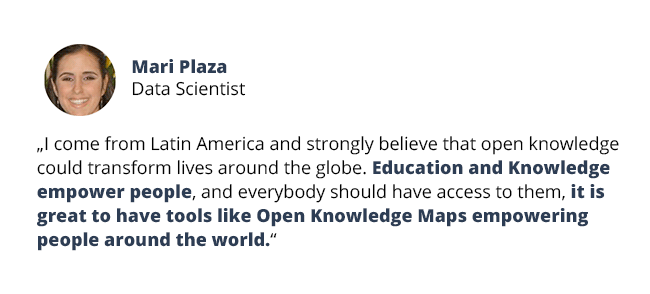 Mari Plaza
Data Scientist
„I come from Latin America and strongly believe that open knowledge
could transform lives around the globe. Education and Knowledge
empower people, and everybody should have access to them, it is
great to have tools like Open Knowledge Maps empowering
people around the world.“